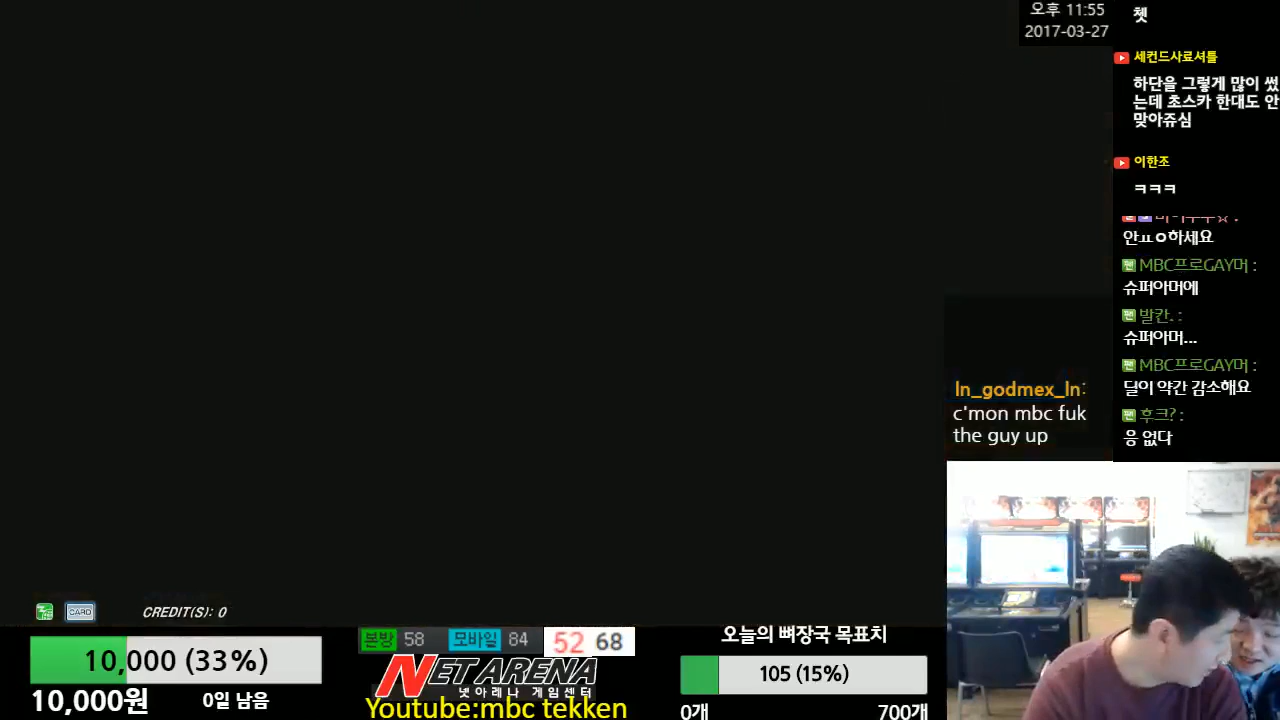 오후 11:55
2017-03-27
쳇
세컨드사료셔틀
하단을 그렇게 많이 썼
는데 초스카 한대도 안
맞아쥬심
이한조
ㅋㅋㅋ
안ㅛㅇ하세요
MBC프로GAY머 :
슈퍼아머에
발칸. :
슈퍼아머...
MBC프로GAY머 :
딜이 약간 감소해요
후크? :
응 없다
ln_godmex_ln:
c'mon mbc fuk
the guy up
CARD
CREDIT(S): 0
10,000 (33%)
10,000원 0일 남음
본방 58 모바일 84 52 68
NET ARENA
넷아레나 게임센터
Youtube:mbc tekken
오늘의 뼈장국 목표치
105 (15%)
0개 700개